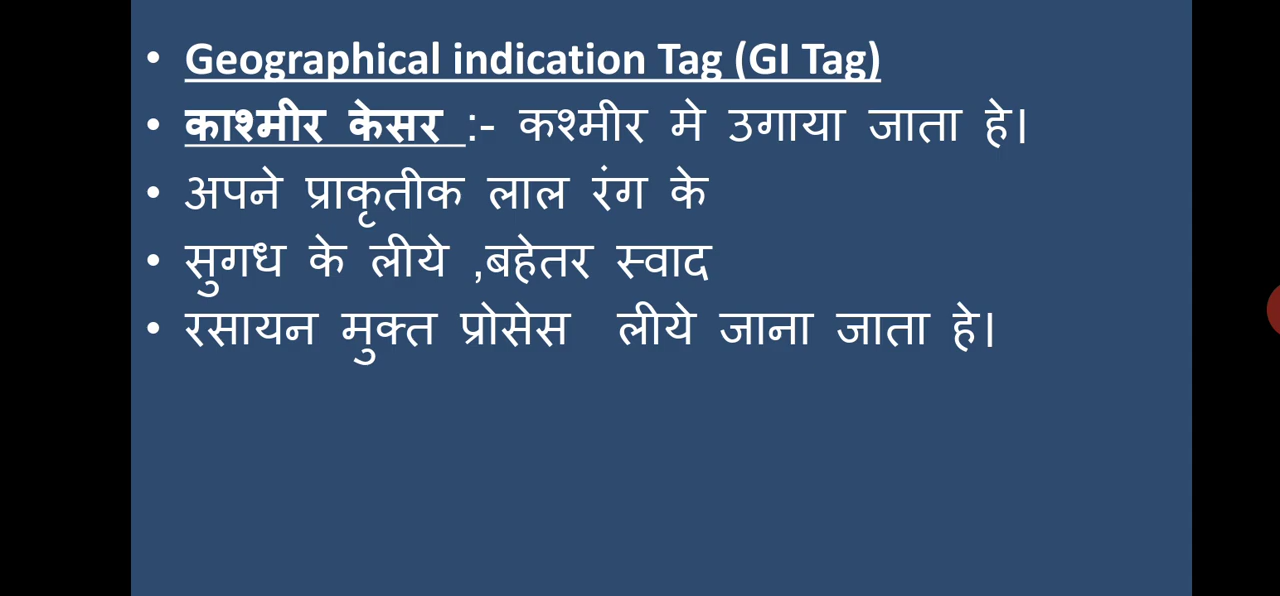 Geographical indication Tag (GI Tag)
काश्मीर केसर :- कश्मीर मे उगाया जाता हे।
अपने प्राकृतीक लाल रंग के
सुगध के लीये ,बहेतर स्वाद
रसायन मुक्त प्रोसेस लीये जाना जाता हे।